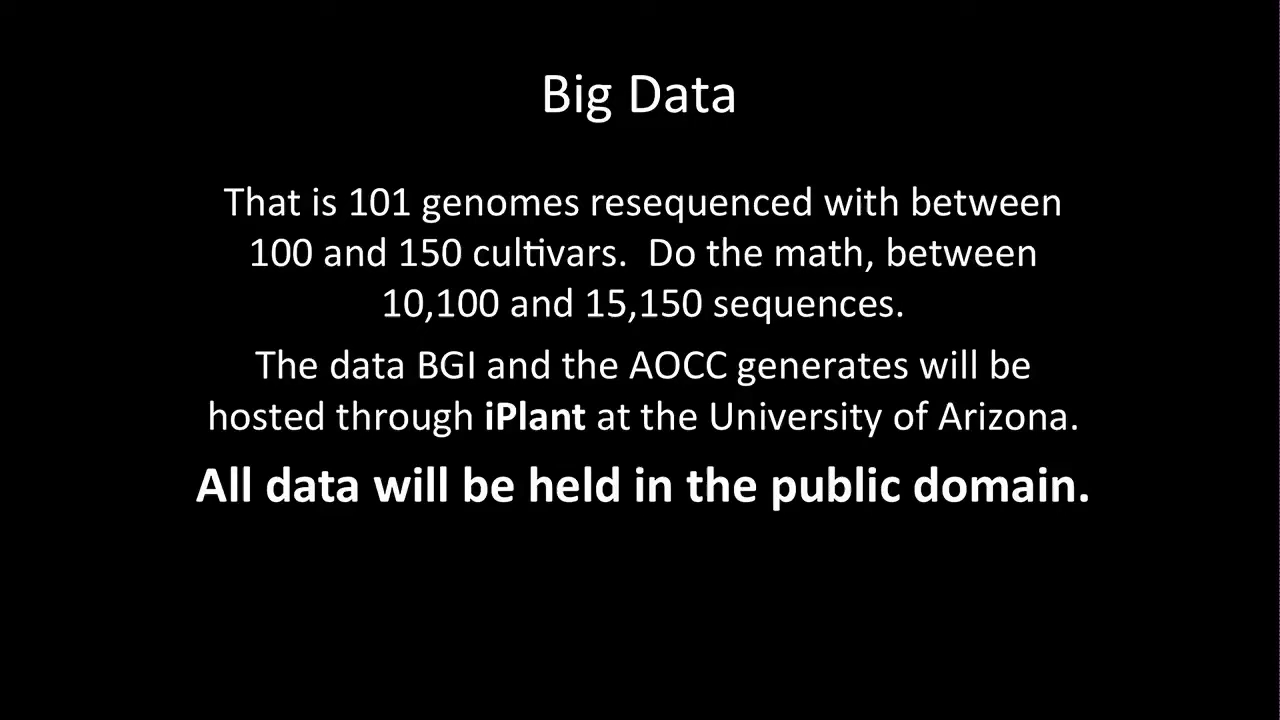 Big Data
That is 101 genomes resequenced with between
100 and 150 cultivars.  Do the math, between
10,100 and 15,150 sequences.
The data BGI and the AOCC generates will be
hosted through iPlant at the University of Arizona.
All data will be held in the public domain.